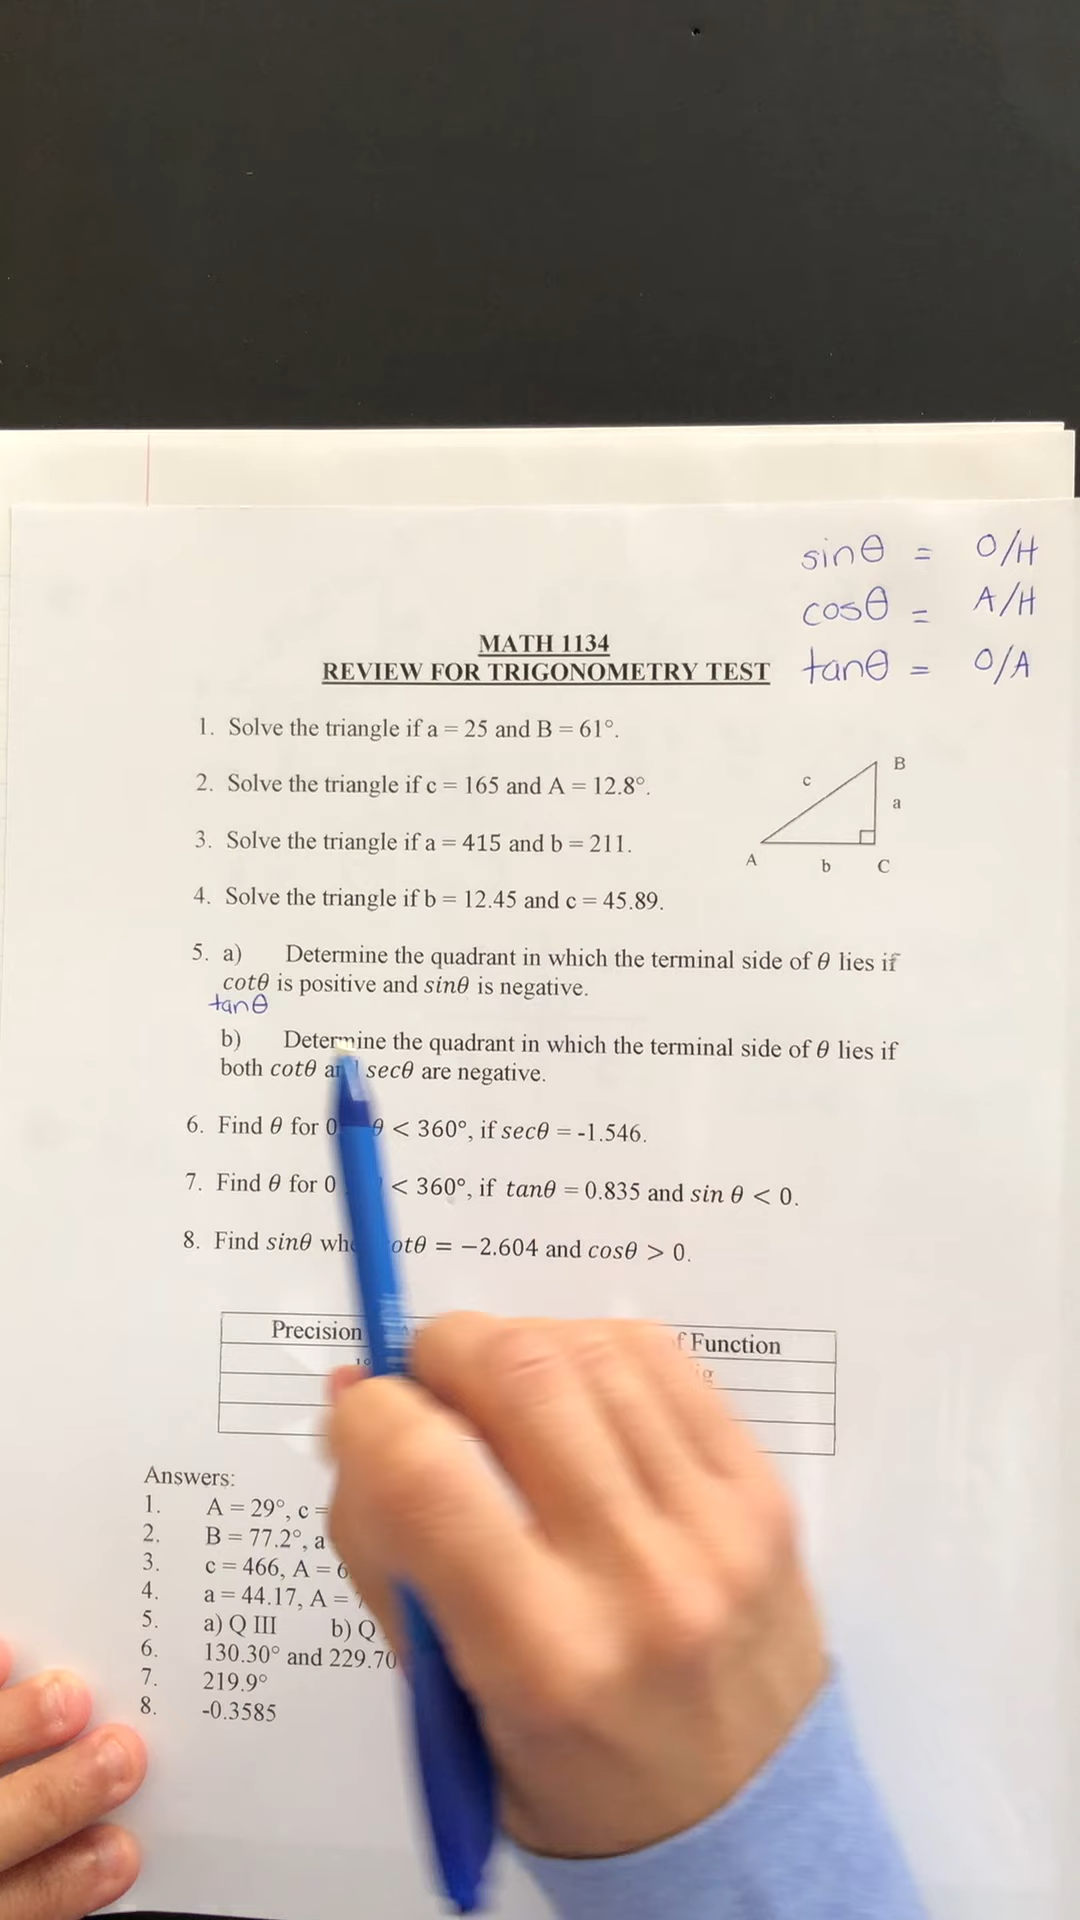 sinθ = O/H
cosθ = A/H
tanθ = O/A
MATH 1134
REVIEW FOR TRIGONOMETRY TEST
1. Solve the triangle if a = 25 and B = 61°.
2. Solve the triangle if c = 165 and A = 12.8°.
3. Solve the triangle if a = 415 and b = 211.
4. Solve the triangle if b = 12.45 and c = 45.89.
B
c
a
A
b
C
5. a) Determine the quadrant in which the terminal side of θ lies if
cotθ is positive and sinθ is negative.
tanθ
b) Determine the quadrant in which the terminal side of θ lies if
both cotθ secθ are negative.
6. Find θ for 0 θ < 360°, if secθ = -1.546.
7. Find θ for 0 < 360°, if tanθ = 0.835 and sin θ < 0.
8. Find sinθ = −2.604 and cosθ > 0.
Precision Function
Answers:
1. A = 29°, c =
2. B = 77.2°, a
3. c = 466, A =
4. a = 44.17, A =
5. a) Q III b) Q
6. 130.30° and 229.70
7. 219.9°
8. -0.3585